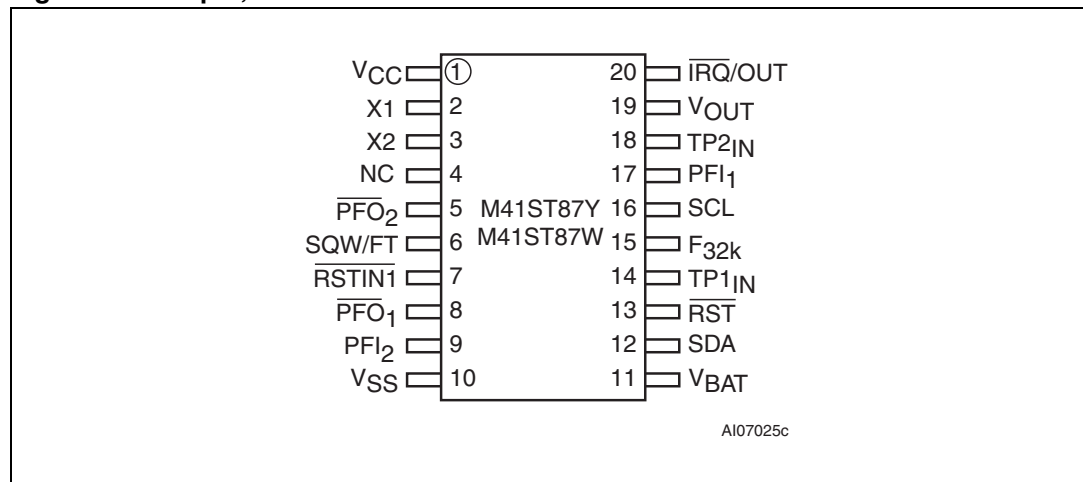 VCC 1 20 IRQ/OUT
X1 2 19 VOUT
X2 3 18 TP2IN
NC 4 17 PFI1
PFO2 5 M41ST87Y 16 SCL
SQW/FT 6 M41ST87W 15 F32k
RSTIN1 7 14 TP1IN
PFO1 8 13 RST
PFI2 9 12 SDA
VSS 10 11 VBAT
AI07025c